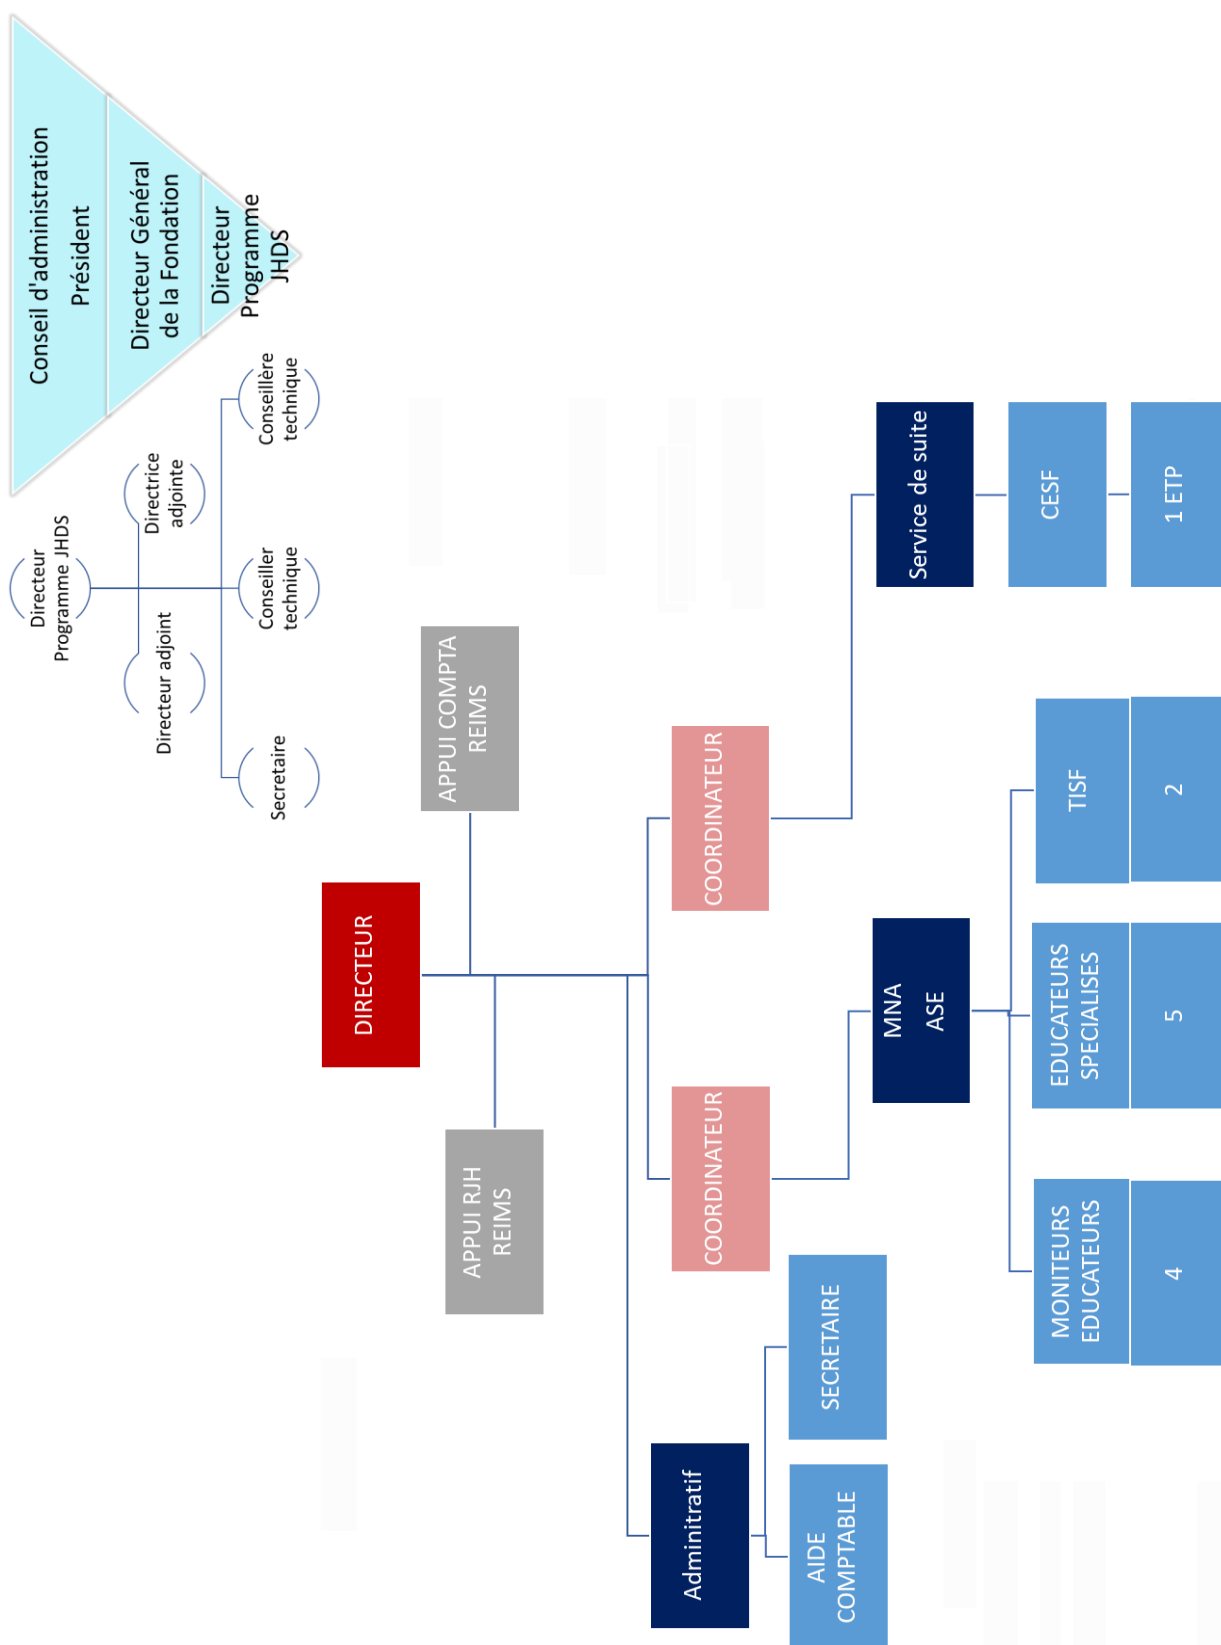 Directeur
Programme JHDS
Directeur adjoint
Directrice
adjointe
Secretaire
Conseiller
technique
Conseillère
technique
Conseil d'administration
Président
Directeur Général
de la Fondation
Directeur
Programme
JHDS
DIRECTEUR
APPUI RJH
REIMS
APPUI COMPTA
REIMS
Adminitratif
COORDINATEUR
COORDINATEUR
AIDE
COMPTABLE
SECRETAIRE
MNA
ASE
Service de suite
MONITEURS
EDUCATEURS
4
EDUCATEURS
SPECIALISES
5
TISF
2
CESF
1 ETP